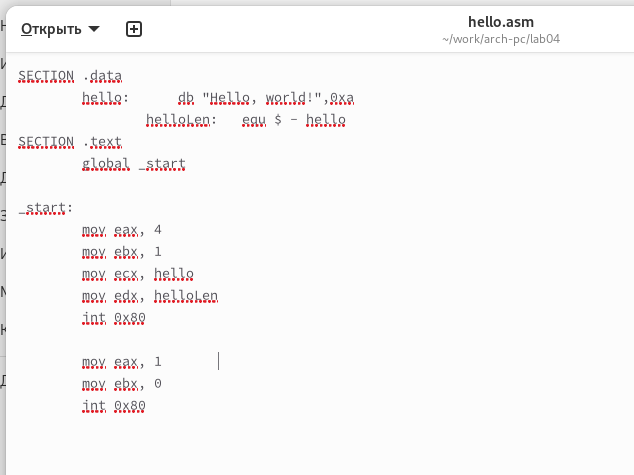 Открыть
hello.asm
~/work/arch-pc/lab04
SECTION .data
hello: db "Hello, world!",0xa
helloLen: equ $ - hello
SECTION .text
global _start
_start:
mov eax, 4
mov ebx, 1
mov ecx, hello
mov edx, helloLen
int 0x80
mov eax, 1
mov ebx, 0
int 0x80